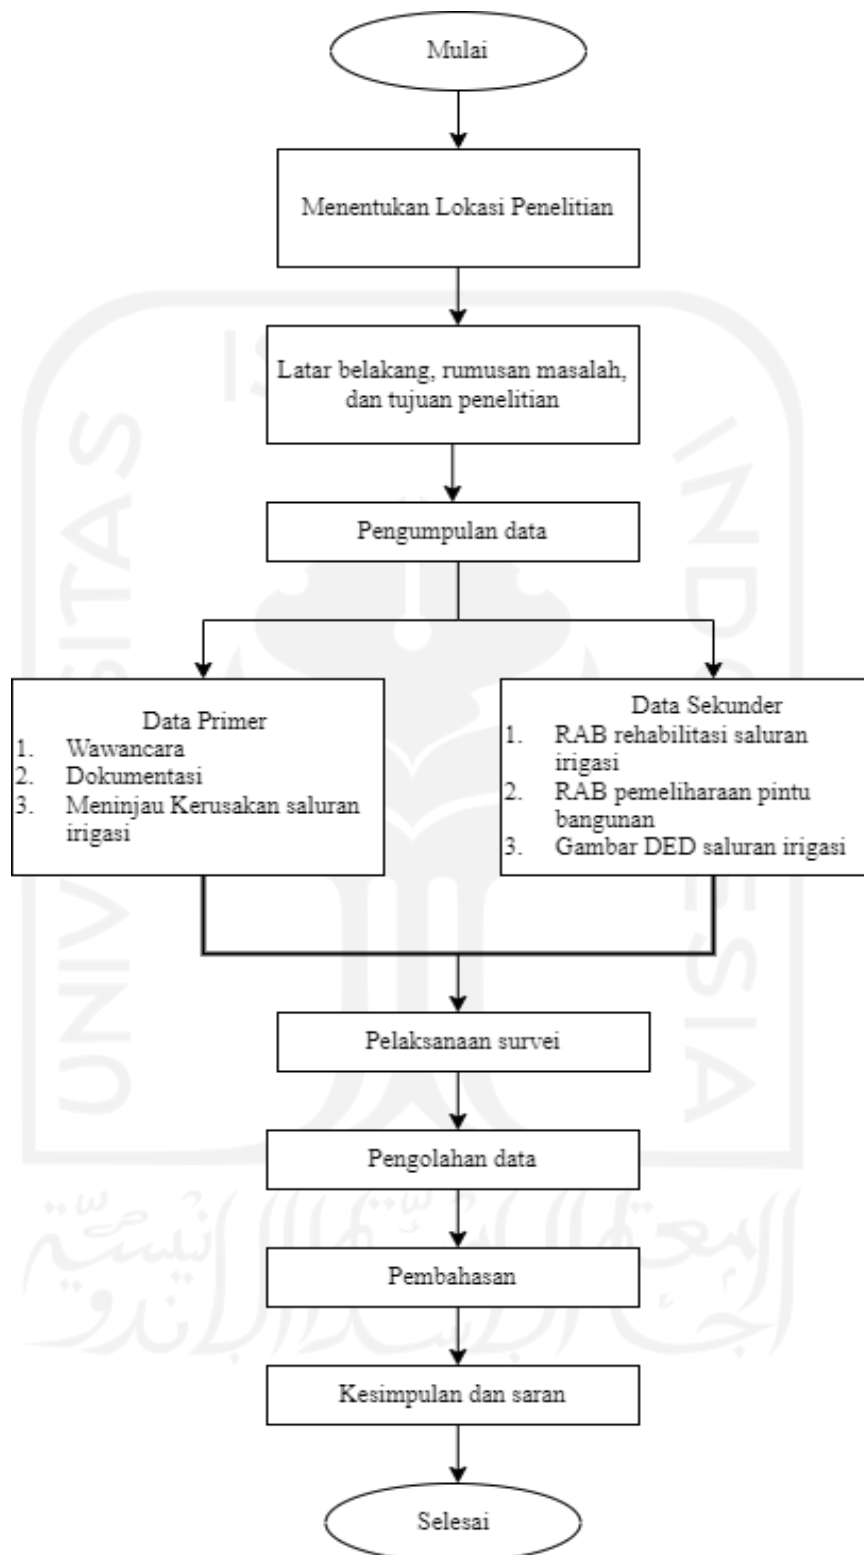 Mulai
Menentukan Lokasi Penelitian
Latar belakang, rumusan masalah,
dan tujuan penelitian
Pengumpulan data
Data Primer
1. Wawancara
2. Dokumentasi
3. Meninjau Kerusakan saluran
irigasi
Data Sekunder
1. RAB rehabilitasi saluran
irigasi
2. RAB pemeliharaan pintu
bangunan
3. Gambar DED saluran irigasi
Pelaksanaan survei
Pengolahan data
Pembahasan
Kesimpulan dan saran
Selesai